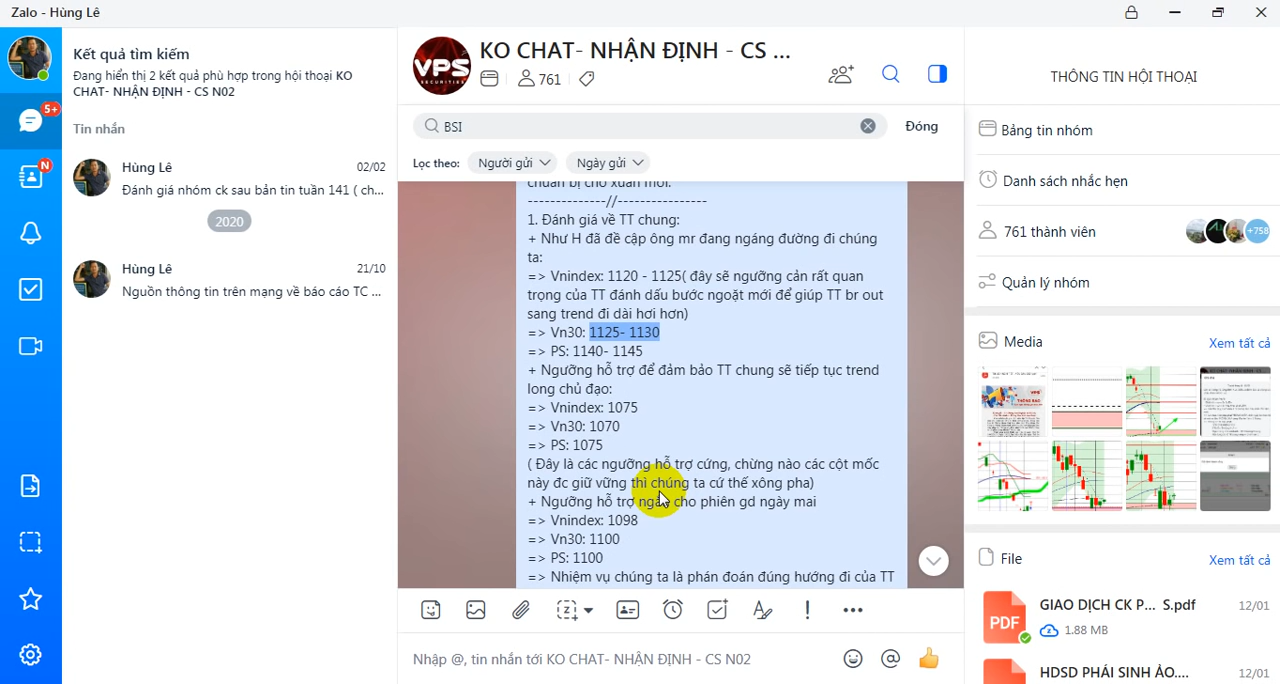 Zalo - Hùng Lê
5+
N
Kết quả tìm kiếm
Đang hiển thị 2 kết quả phù hợp trong hội thoại KO
CHAT- NHẬN ĐỊNH - CS N02
Tin nhắn
Hùng Lê 02/02
Đánh giá nhóm ck sau bản tin tuần 141 ( ch...
2020
Hùng Lê 21/10
Nguồn thông tin trên mạng về báo cáo TC ...
VPS
SECURITIES
KO CHAT- NHẬN ĐỊNH - CS ...
761
BSI
Đóng
Lọc theo: Người gửi Ngày gửi
chuẩn bị cho xuân mới.
--------------//----------------
1. Đánh giá về TT chung:
+ Như H đã đề cập ông mr đang ngáng đường đi chúng
ta:
=> Vnindex: 1120 - 1125( đây sẽ ngưỡng cản rất quan
trọng của TT đánh dấu bước ngoặt mới để giúp TT br out
sang trend đi dài hơi hơn)
=> Vn30: 1125- 1130
=> PS: 1140- 1145
+ Ngưỡng hỗ trợ để đảm bảo TT chung sẽ tiếp tục trend
long chủ đạo:
=> Vnindex: 1075
=> Vn30: 1070
=> PS: 1075
( Đây là các ngưỡng hỗ trợ cứng, chừng nào các cột mốc
này đc giữ vững thì chúng ta cứ thế xông pha)
+ Ngưỡng hỗ trợ ngay cho phiên gd ngày mai
=> Vnindex: 1098
=> Vn30: 1100
=> PS: 1100
=> Nhiệm vụ chúng ta là phán đoán đúng hướng đi của TT
Nhập @, tin nhắn tới KO CHAT- NHẬN ĐỊNH - CS N02
THÔNG TIN HỘI THOẠI
Bảng tin nhóm
Danh sách nhắc hẹn
761 thành viên +758
Quản lý nhóm
Media Xem tất cả
File Xem tất cả
PDF
GIAO DỊCH CK P... S.pdf 12/01
1.88 MB
HDSD PHÁI SINH ẢO.... 12/01